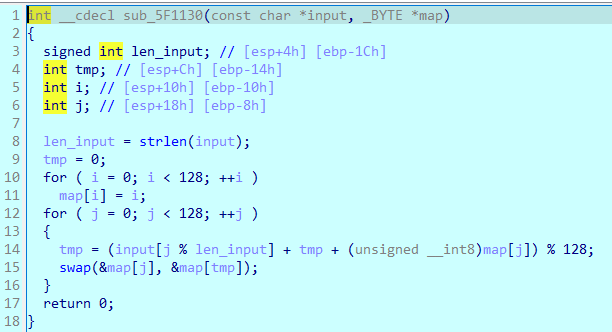 1 int __cdecl sub_5F1130(const char *input, _BYTE *map)
2 {
3   signed int len_input; // [esp+4h] [ebp-1Ch]
4   int tmp; // [esp+Ch] [ebp-14h]
5   int i; // [esp+10h] [ebp-10h]
6   int j; // [esp+18h] [ebp-8h]
7
8   len_input = strlen(input);
9   tmp = 0;
10   for ( i = 0; i < 128; ++i )
11     map[i] = i;
12   for ( j = 0; j < 128; ++j )
13   {
14     tmp = (input[j % len_input] + tmp + (unsigned __int8)map[j]) % 128;
15     swap(&map[j], &map[tmp]);
16   }
17   return 0;
18 }